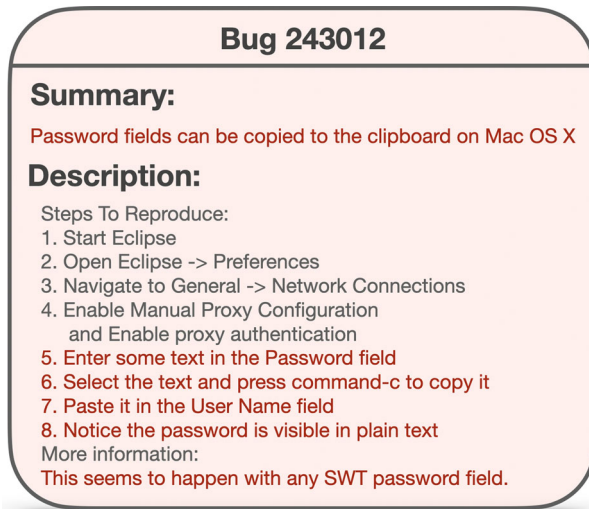 Bug 243012
Summary:
Password fields can be copied to the clipboard on Mac OS X
Description:
Steps To Reproduce:
1. Start Eclipse
2. Open Eclipse -> Preferences
3. Navigate to General -> Network Connections
4. Enable Manual Proxy Configuration
and Enable proxy authentication
5. Enter some text in the Password field
6. Select the text and press command-c to copy it
7. Paste it in the User Name field
8. Notice the password is visible in plain text
More information:
This seems to happen with any SWT password field.